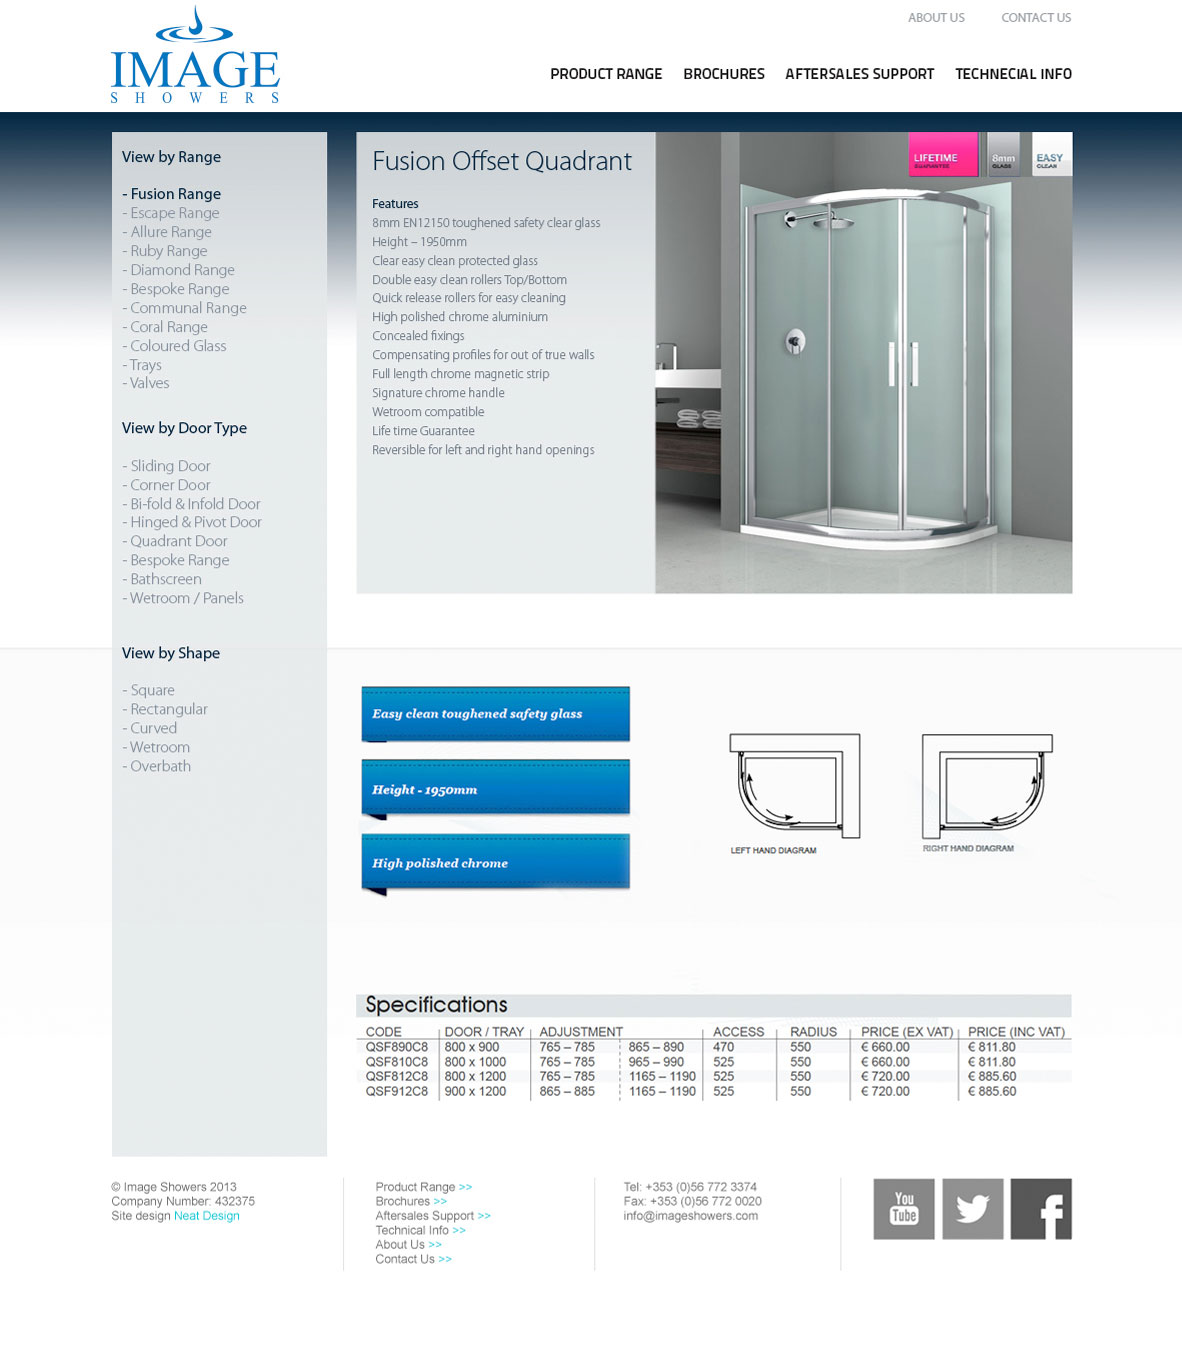 IMAGE
SHOWERS
ABOUT US
CONTACT US
PRODUCT RANGE
BROCHURES
AFTERSALES SUPPORT
TECHNECIAL INFO
View by Range
- Fusion Range
- Escape Range
- Allure Range
- Ruby Range
- Diamond Range
- Bespoke Range
- Communal Range
- Coral Range
- Coloured Glass
- Trays
- Valves
View by Door Type
- Sliding Door
- Corner Door
- Bi-fold & Infold Door
- Hinged & Pivot Door
- Quadrant Door
- Bespoke Range
- Bathscreen
- Wetroom / Panels
View by Shape
- Square
- Rectangular
- Curved
- Wetroom
- Overbath
Fusion Offset Quadrant
Features
8mm EN12150 toughened safety clear glass
Height – 1950mm
Clear easy clean protected glass
Double easy clean rollers Top/Bottom
Quick release rollers for easy cleaning
High polished chrome aluminium
Concealed fixings
Compensating profiles for out of true walls
Full length chrome magnetic strip
Signature chrome handle
Wetroom compatible
Life time Guarantee
Reversible for left and right hand openings
LIFETIME
GUARANTEE
8mm
GLASS
EASY
CLEAN
Easy clean toughened safety glass
Height - 1950mm
High polished chrome
LEFT HAND DIAGRAM
RIGHT HAND DIAGRAM
Specifications
CODE DOOR / TRAY ADJUSTMENT ACCESS RADIUS PRICE (EX VAT) PRICE (INC VAT)
QSF890C8 800 x 900 765 – 785 865 – 890 470 550 € 660.00 € 811.80
QSF810C8 800 x 1000 765 – 785 965 – 990 525 550 € 660.00 € 811.80
QSF812C8 800 x 1200 765 – 785 1165 – 1190 525 550 € 720.00 € 885.60
QSF912C8 900 x 1200 865 – 885 1165 – 1190 525 550 € 720.00 € 885.60
© Image Showers 2013
Company Number: 432375
Site design Neat Design
Product Range >>
Brochures >>
Aftersales Support >>
Technical Info >>
About Us >>
Contact Us >>
Tel: +353 (0)56 772 3374
Fax: +353 (0)56 772 0020
info@imageshowers.com
You
Tube